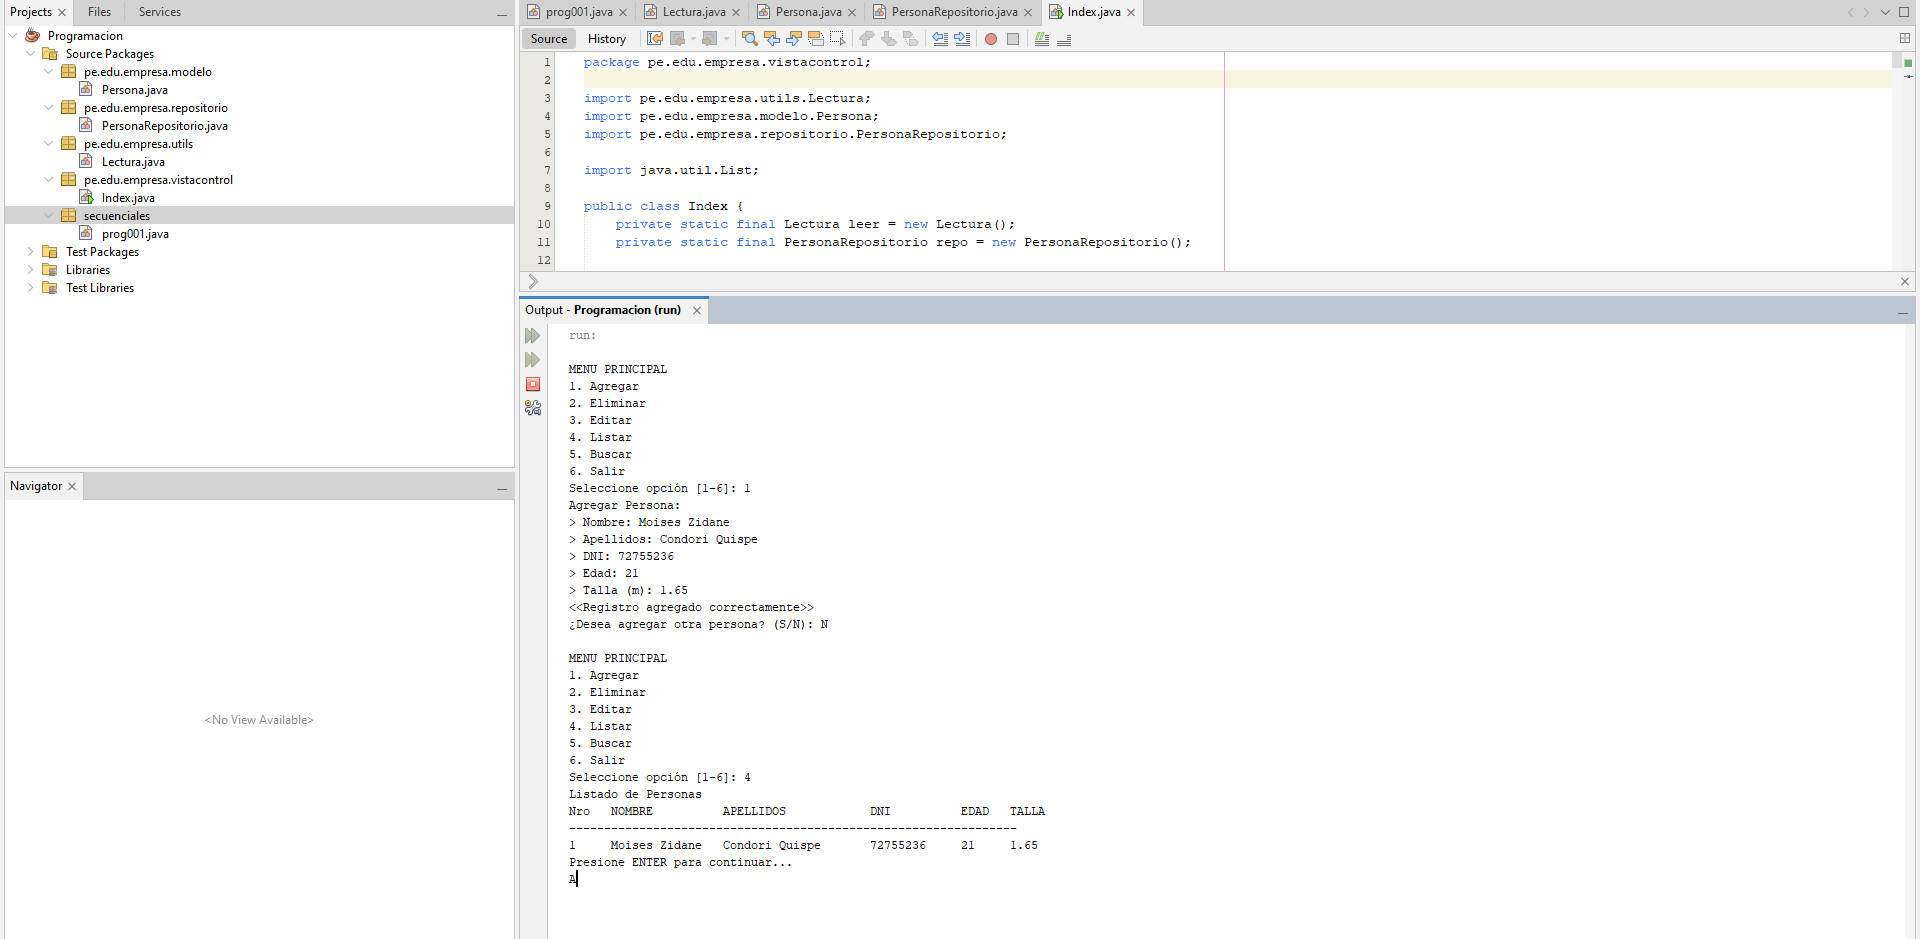 Projects
Files
Services
Programacion
Source Packages
pe.edu.empresa.modelo
Persona.java
pe.edu.empresa.repositorio
PersonaRepositorio.java
pe.edu.empresa.utils
Lectura.java
pe.edu.empresa.vistacontrol
Index.java
secuenciales
prog001.java
Test Packages
Libraries
Test Libraries
Navigator
<No View Available>
prog001.java
Lectura.java
Persona.java
PersonaRepositorio.java
Index.java
Source
History
1 package pe.edu.empresa.vistacontrol;
2
3 import pe.edu.empresa.utils.Lectura;
4 import pe.edu.empresa.modelo.Persona;
5 import pe.edu.empresa.repositorio.PersonaRepositorio;
6
7 import java.util.List;
8
9 public class Index {
10 private static final Lectura leer = new Lectura();
11 private static final PersonaRepositorio repo = new PersonaRepositorio();
12
Output - Programacion (run)
run:
MENU PRINCIPAL
1. Agregar
2. Eliminar
3. Editar
4. Listar
5. Buscar
6. Salir
Seleccione opción [1-6]: 1
Agregar Persona:
> Nombre: Moises Zidane
> Apellidos: Condori Quispe
> DNI: 72755236
> Edad: 21
> Talla (m): 1.65
<<Registro agregado correctamente>>
¿Desea agregar otra persona? (S/N): N
MENU PRINCIPAL
1. Agregar
2. Eliminar
3. Editar
4. Listar
5. Buscar
6. Salir
Seleccione opción [1-6]: 4
Listado de Personas
Nro NOMBRE APELLIDOS DNI EDAD TALLA
----------------------------------------------------------------
1 Moises Zidane Condori Quispe 72755236 21 1.65
Presione ENTER para continuar...
A